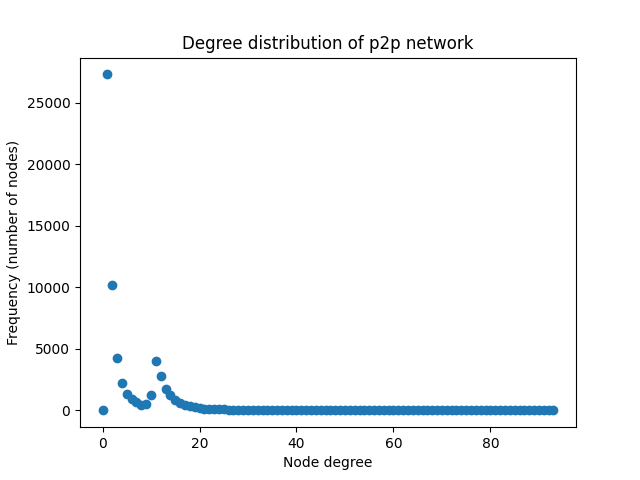 Degree distribution of p2p network
Frequency (number of nodes)
25000
20000
15000
10000
5000
0
0 20 40 60 80
Node degree